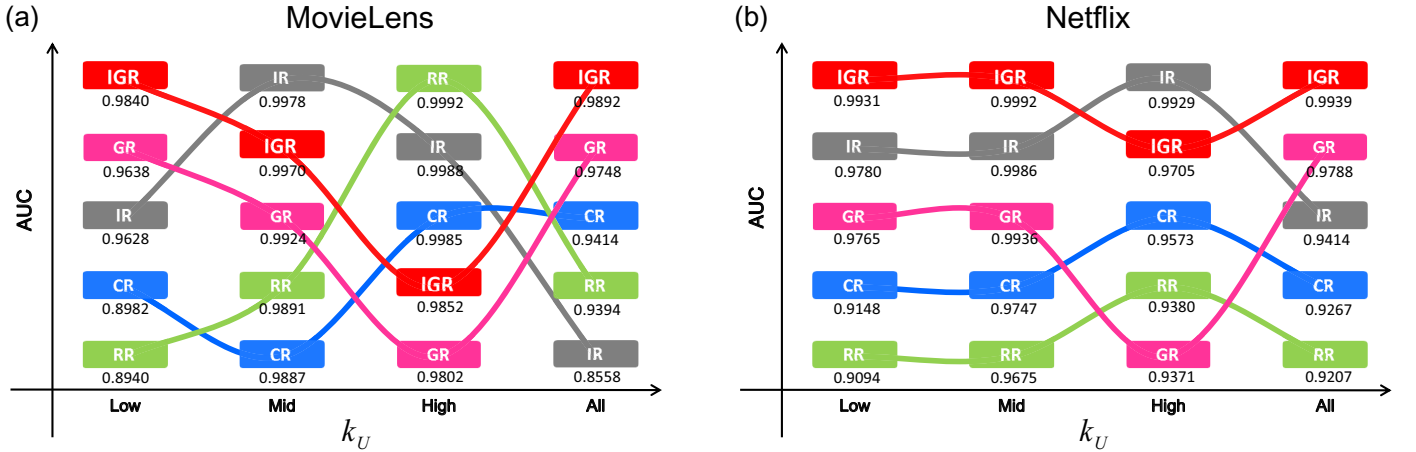 (a) MovieLens
AUC
IGR IR RR IGR
0.9840 0.9978 0.9992 0.9892
GR IGR IR GR
0.9638 0.9970 0.9988 0.9748
IR GR CR CR
0.9628 0.9924 0.9985 0.9414
CR RR IGR RR
0.8982 0.9891 0.9852 0.9394
RR CR GR IR
0.8940 0.9887 0.9802 0.8558
Low Mid High All
k_U
(b) Netflix
AUC
IGR IGR IR IGR
0.9931 0.9992 0.9929 0.9939
IR IR IGR GR
0.9780 0.9986 0.9705 0.9788
GR GR CR IR
0.9765 0.9936 0.9573 0.9414
CR CR RR CR
0.9148 0.9747 0.9380 0.9267
RR RR GR RR
0.9094 0.9675 0.9371 0.9207
Low Mid High All
k_U